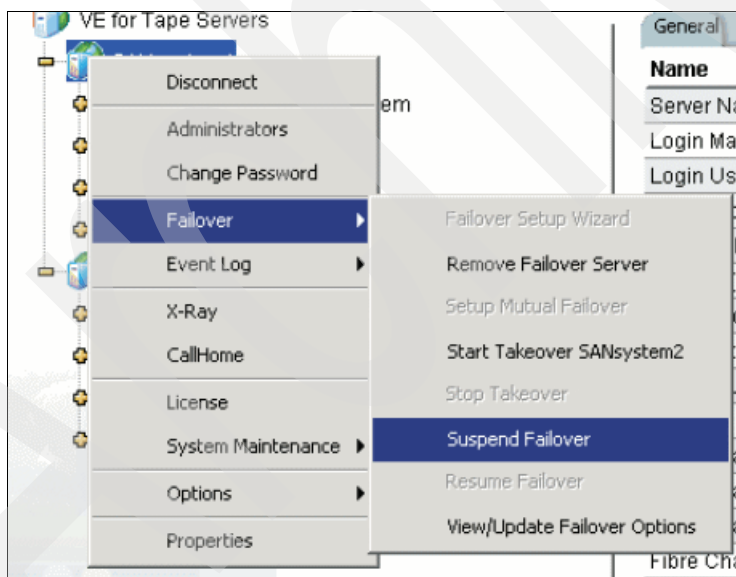 VE for Tape Servers
General
Name
Server Na
Login Ma
Login Us
em
Disconnect
Administrators
Change Password
Failover
Event Log
X-Ray
CallHome
License
System Maintenance
Options
Properties
Failover Setup Wizard
Remove Failover Server
Setup Mutual Failover
Start Takeover SANsystem2
Stop Takeover
Suspend Failover
Resume Failover
View/Update Failover Options
Fibre Cha